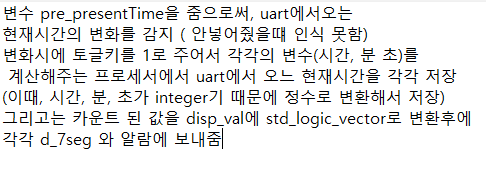 변수 pre_presentTime을 줌으로써, uart에서오는
현재시간의 변화를 감지 ( 안넣어줬을떄 인식 못함)
변화시에 토글키를 1로 주어서 각각의 변수(시간, 분 초)를
계산해주는 프로세서에서 uart에서 오느 현재시간을 각각 저장
(이때, 시간, 분, 초가 integer기 때문에 정수로 변환해서 저장)
그리고는 카운트 된 값을 disp_val에 std_logic_vector로 변환후에
각각 d_7seg 와 알람에 보내줌